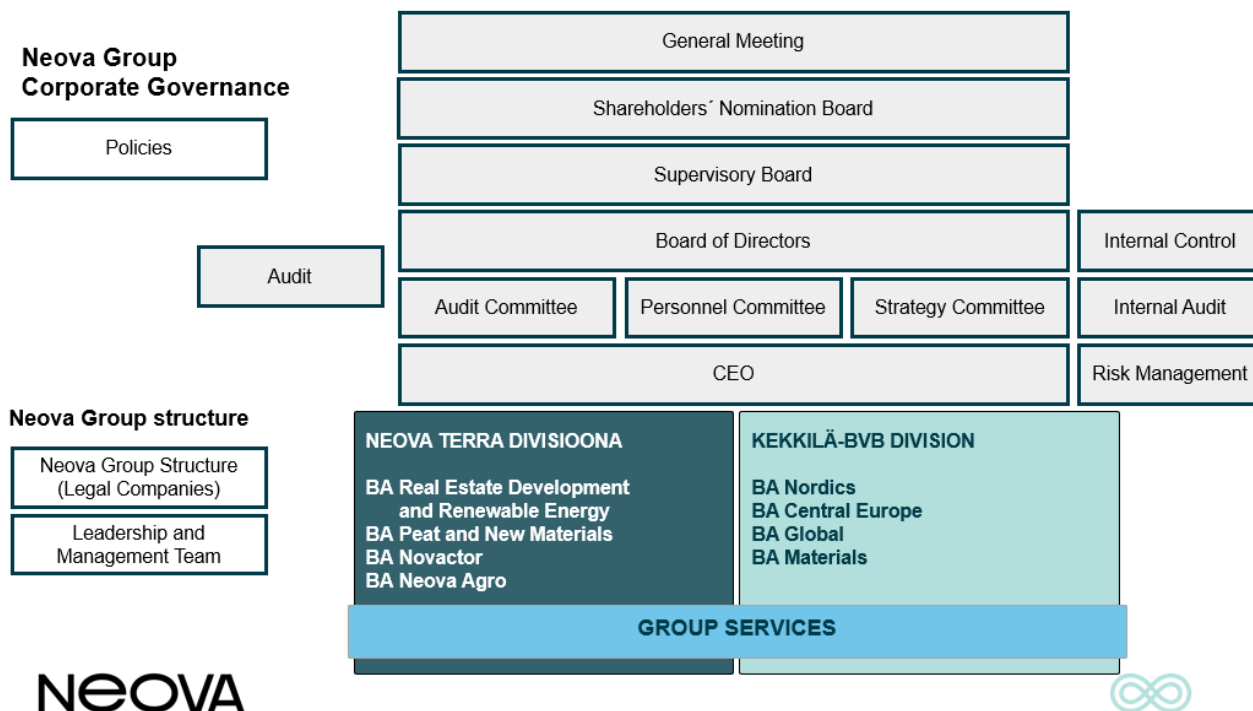 Neova Group
Corporate Governance
Policies
Audit
General Meeting
Shareholders´ Nomination Board
Supervisory Board
Board of Directors
Internal Control
Audit Committee
Personnel Committee
Strategy Committee
Internal Audit
CEO
Risk Management
Neova Group structure
Neova Group Structure
(Legal Companies)
Leadership and
Management Team
NEOVA TERRA DIVISIOONA
BA Real Estate Development
and Renewable Energy
BA Peat and New Materials
BA Novactor
BA Neova Agro
KEKKILÄ-BVB DIVISION
BA Nordics
BA Central Europe
BA Global
BA Materials
GROUP SERVICES
NEOVA